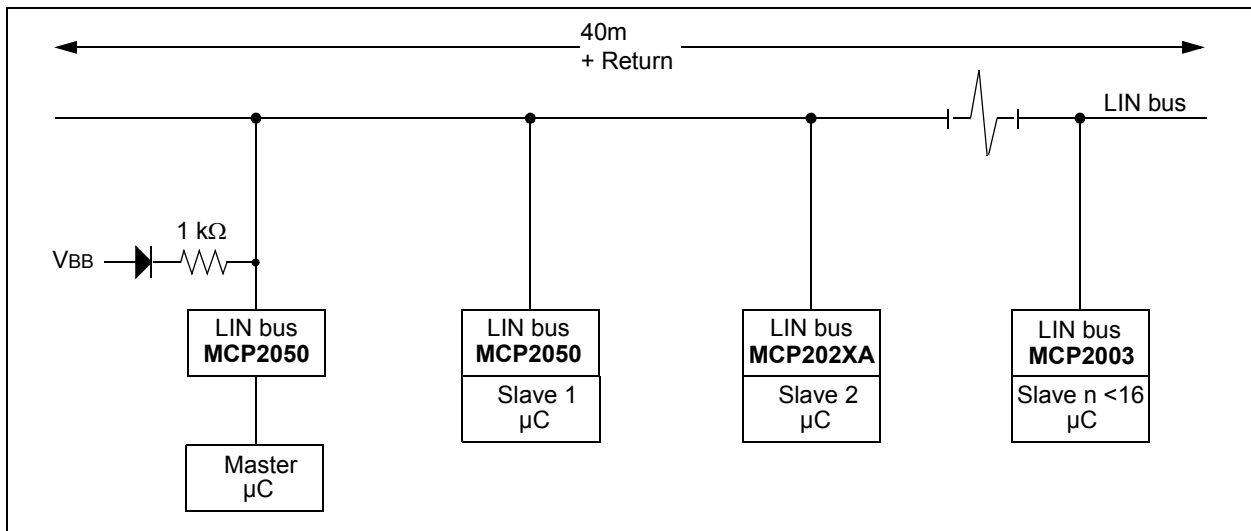 40m
+ Return
LIN bus
1 kΩ
VBB
LIN bus
MCP2050
Master
µC
LIN bus
MCP2050
Slave 1
µC
LIN bus
MCP202XA
Slave 2
µC
LIN bus
MCP2003
Slave n <16
µC